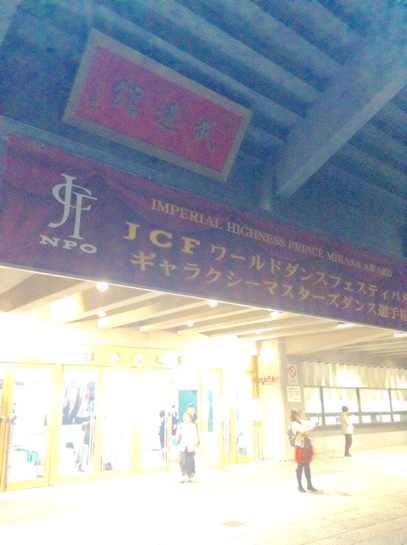 武道館
JCF
NPO
IMPERIAL HIGHNESS PRINCE MIKASA AWARD
JCF ワールドダンスフェスティバル
ギャラクシーマスターズダンス選手権